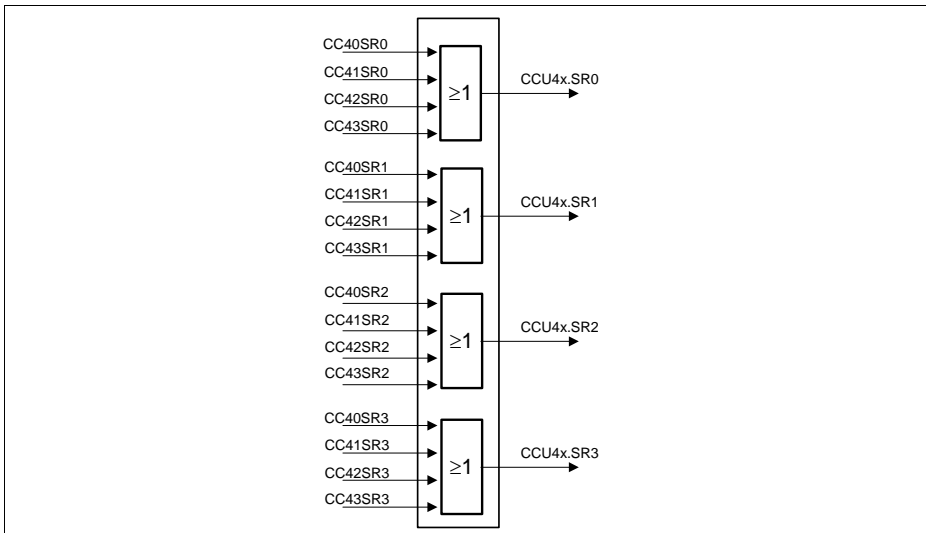 CC40SR0
CC41SR0
CC42SR0
CC43SR0
≥1
CCU4x.SR0
CC40SR1
CC41SR1
CC42SR1
CC43SR1
≥1
CCU4x.SR1
CC40SR2
CC41SR2
CC42SR2
CC43SR2
≥1
CCU4x.SR2
CC40SR3
CC41SR3
CC42SR3
CC43SR3
≥1
CCU4x.SR3